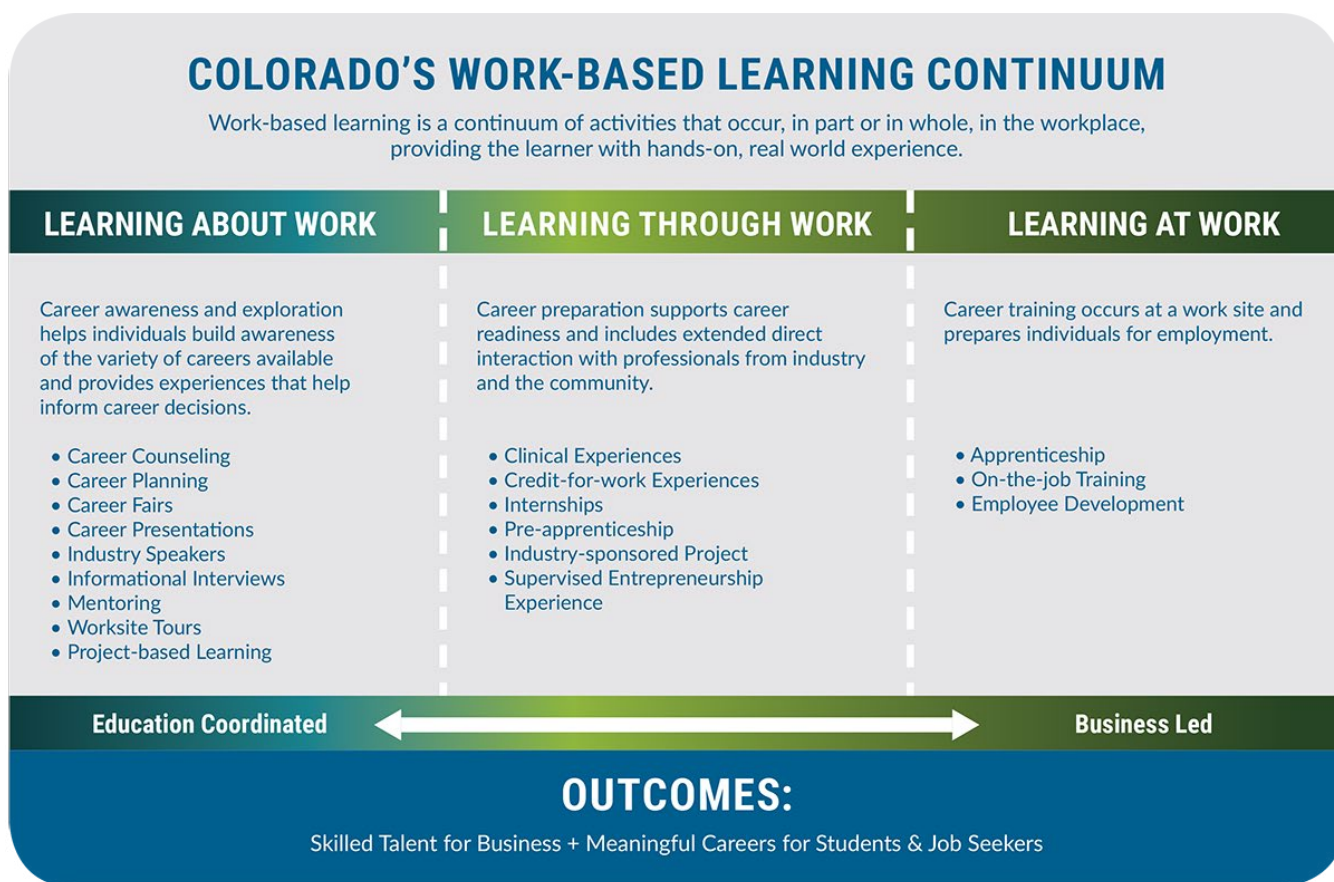 COLORADO’S WORK-BASED LEARNING CONTINUUM
Work-based learning is a continuum of activities that occur, in part or in whole, in the workplace,
providing the learner with hands-on, real world experience.
LEARNING ABOUT WORK
Career awareness and exploration
helps individuals build awareness
of the variety of careers available
and provides experiences that help
inform career decisions.
• Career Counseling
• Career Planning
• Career Fairs
• Career Presentations
• Industry Speakers
• Informational Interviews
• Mentoring
• Worksite Tours
• Project-based Learning
LEARNING THROUGH WORK
Career preparation supports career
readiness and includes extended direct
interaction with professionals from industry
and the community.
• Clinical Experiences
• Credit-for-work Experiences
• Internships
• Pre-apprenticeship
• Industry-sponsored Project
• Supervised Entrepreneurship
Experience
LEARNING AT WORK
Career training occurs at a work site and
prepares individuals for employment.
• Apprenticeship
• On-the-job Training
• Employee Development
Education Coordinated
Business Led
OUTCOMES:
Skilled Talent for Business + Meaningful Careers for Students & Job Seekers